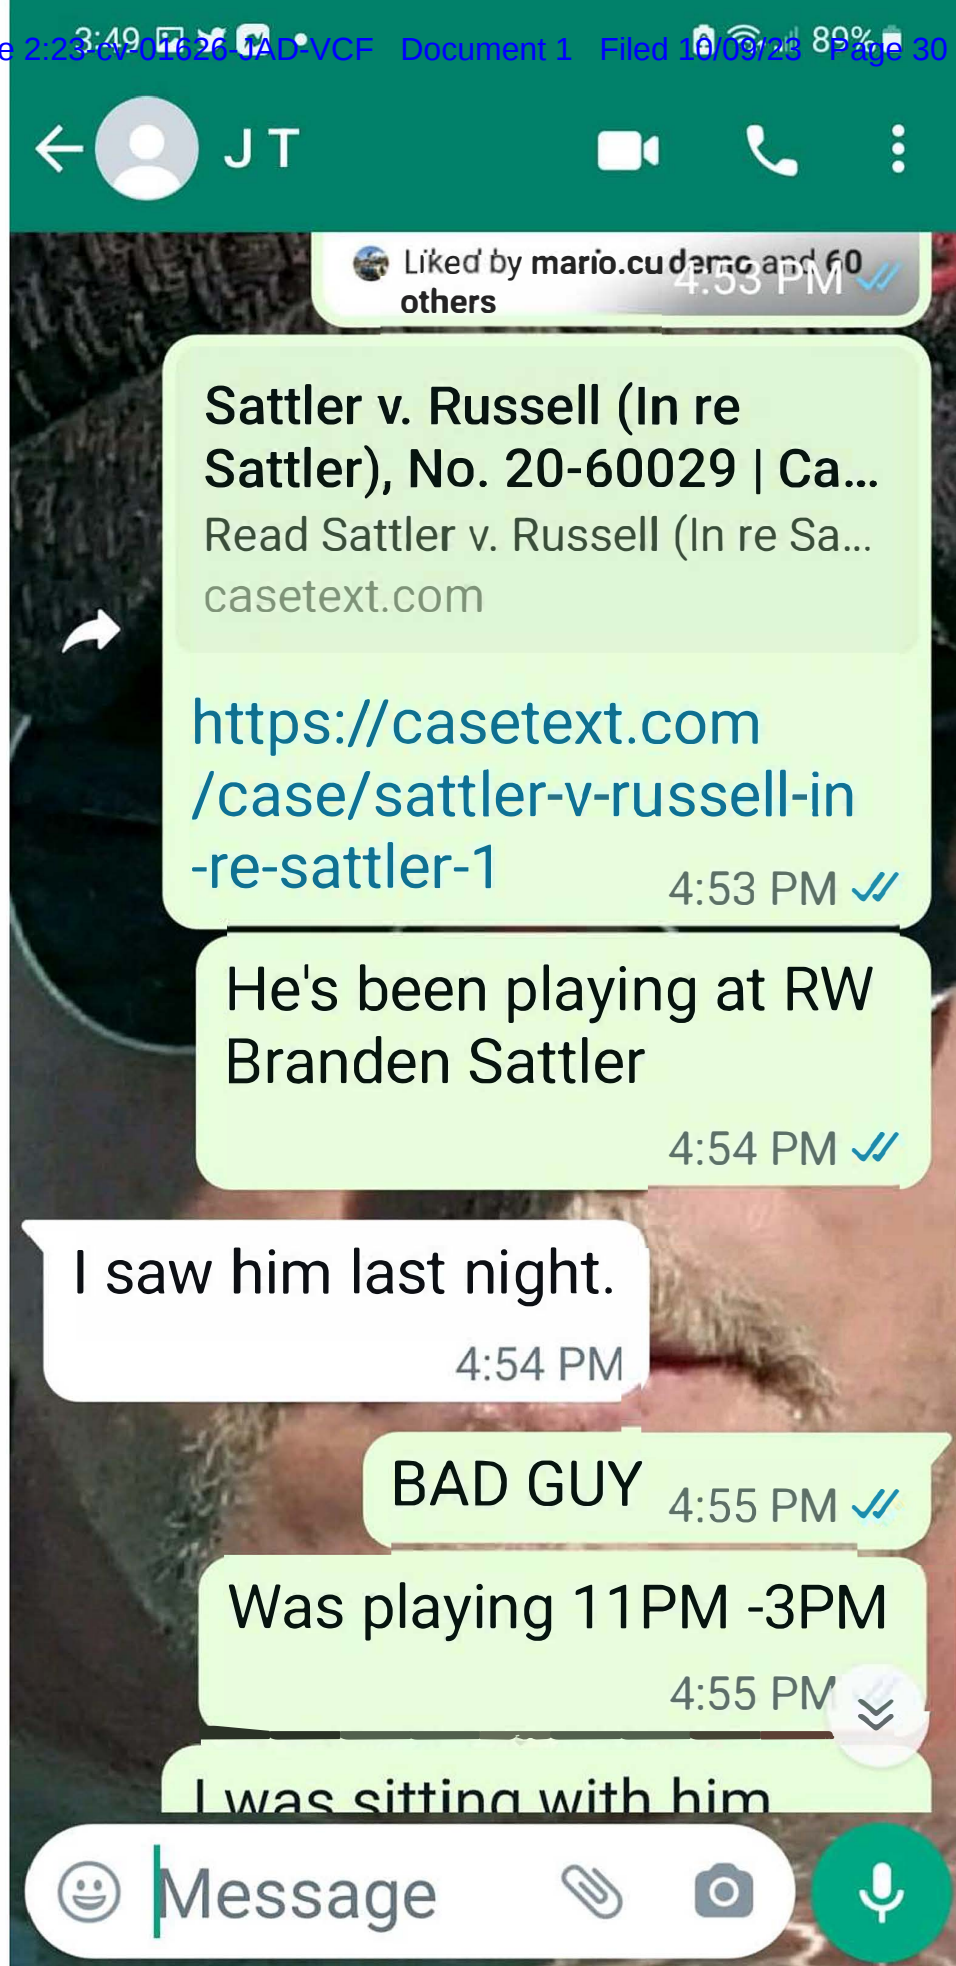 3:49 89%
e 2:23-cv-01626-JAD-VCF Document 1 Filed 10/09/23 Page 30
J T
Liked by mario.cudemo and 60
others
4:53 PM
Sattler v. Russell (In re
Sattler), No. 20-60029 | Ca...
Read Sattler v. Russell (In re Sa...
casetext.com
https://casetext.com
/case/sattler-v-russell-in
-re-sattler-1
4:53 PM
He's been playing at RW
Branden Sattler
4:54 PM
I saw him last night.
4:54 PM
BAD GUY 4:55 PM
Was playing 11PM -3PM
4:55 PM
I was sitting with him
Message